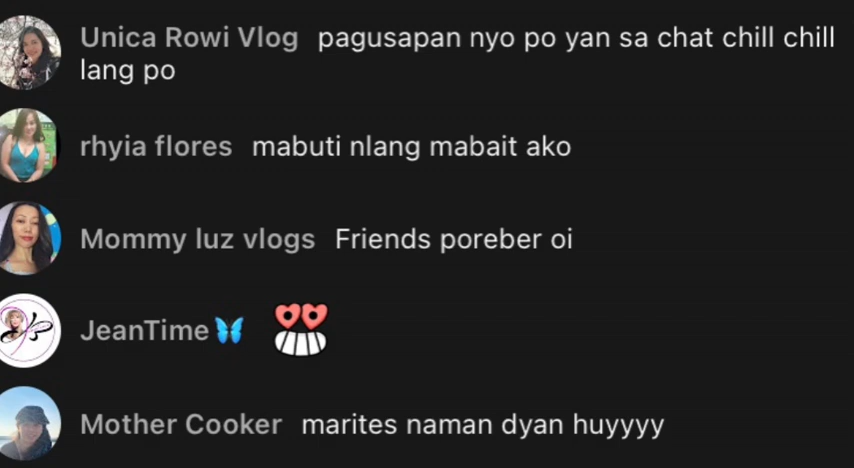 Unica Rowi Vlog pagusapan nyo po yan sa chat chill chill
lang po
rhyia flores mabuti nlang mabait ako
Mommy luz vlogs Friends poreber oi
JeanTime🦋
Mother Cooker marites naman dyan huyyyy